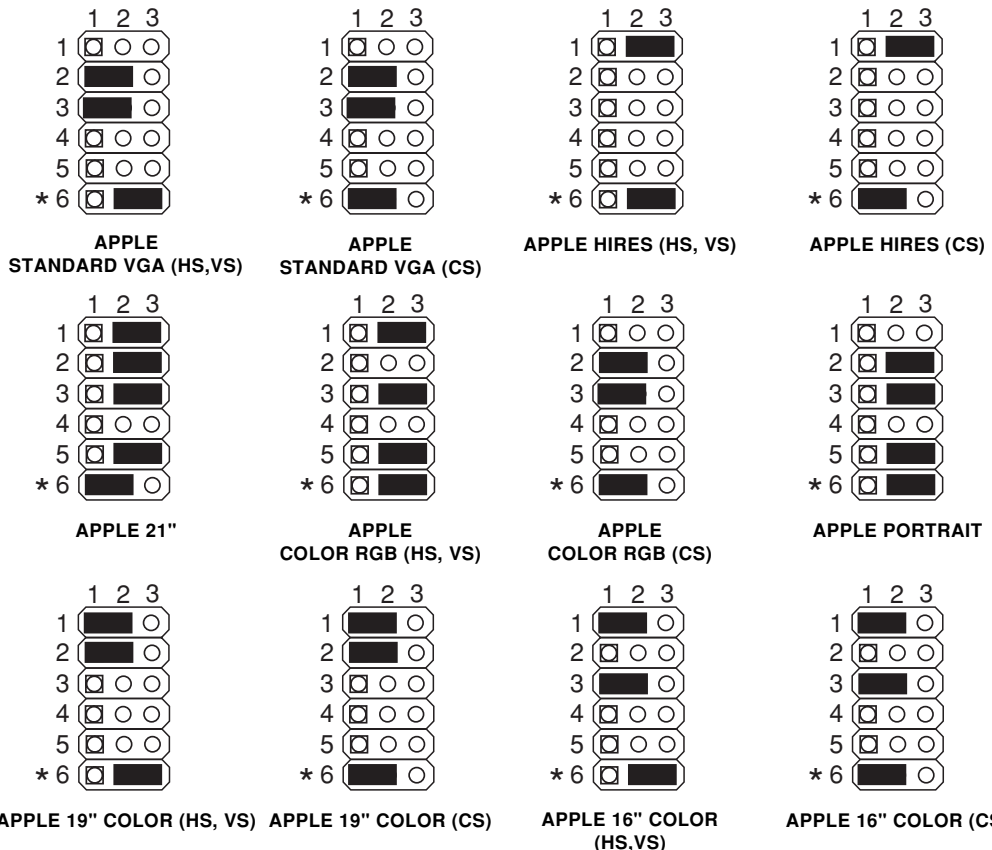 1 2 3
1
2
3
4
5
* 6
APPLE
STANDARD VGA (HS,VS)
1 2 3
1
2
3
4
5
* 6
APPLE
STANDARD VGA (CS)
1 2 3
1
2
3
4
5
* 6
APPLE HIRES (HS, VS)
1 2 3
1
2
3
4
5
* 6
APPLE HIRES (CS)
1 2 3
1
2
3
4
5
* 6
APPLE 21"
1 2 3
1
2
3
4
5
* 6
APPLE
COLOR RGB (HS, VS)
1 2 3
1
2
3
4
5
* 6
APPLE
COLOR RGB (CS)
1 2 3
1
2
3
4
5
* 6
APPLE PORTRAIT
1 2 3
1
2
3
4
5
* 6
APPLE 19" COLOR (HS, VS)
1 2 3
1
2
3
4
5
* 6
APPLE 19" COLOR (CS)
1 2 3
1
2
3
4
5
* 6
APPLE 16" COLOR
(HS,VS)
1 2 3
1
2
3
4
5
* 6
APPLE 16" COLOR (CS